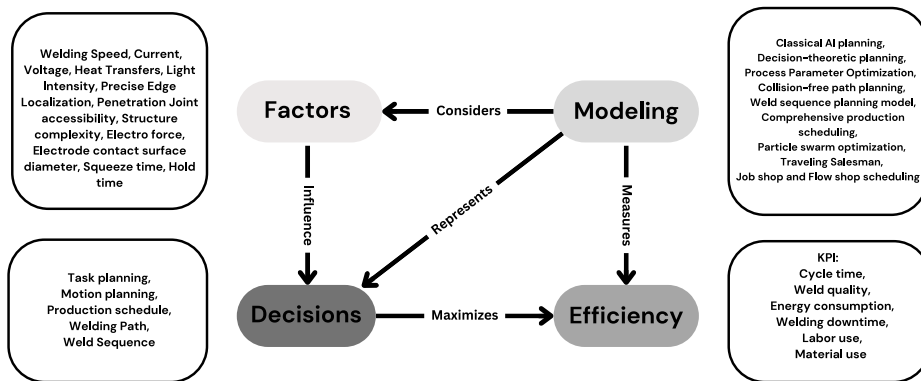 Welding Speed, Current,
Voltage, Heat Transfers, Light
Intensity, Precise Edge
Localization, Penetration Joint
accessibility, Structure
complexity, Electro force,
Electrode contact surface
diameter, Squeeze time, Hold
time
Factors
Considers
Modeling
Classical AI planning,
Decision-theoretic planning,
Process Parameter Optimization,
Collision-free path planning,
Weld sequence planning model,
Comprehensive production
scheduling,
Particle swarm optimization,
Traveling Salesman,
Job shop and Flow shop scheduling
Influence
Represents
Measures
Task planning,
Motion planning,
Production schedule,
Welding Path,
Weld Sequence
Decisions
Maximizes
Efficiency
KPI:
Cycle time,
Weld quality,
Energy consumption,
Welding downtime,
Labor use,
Material use